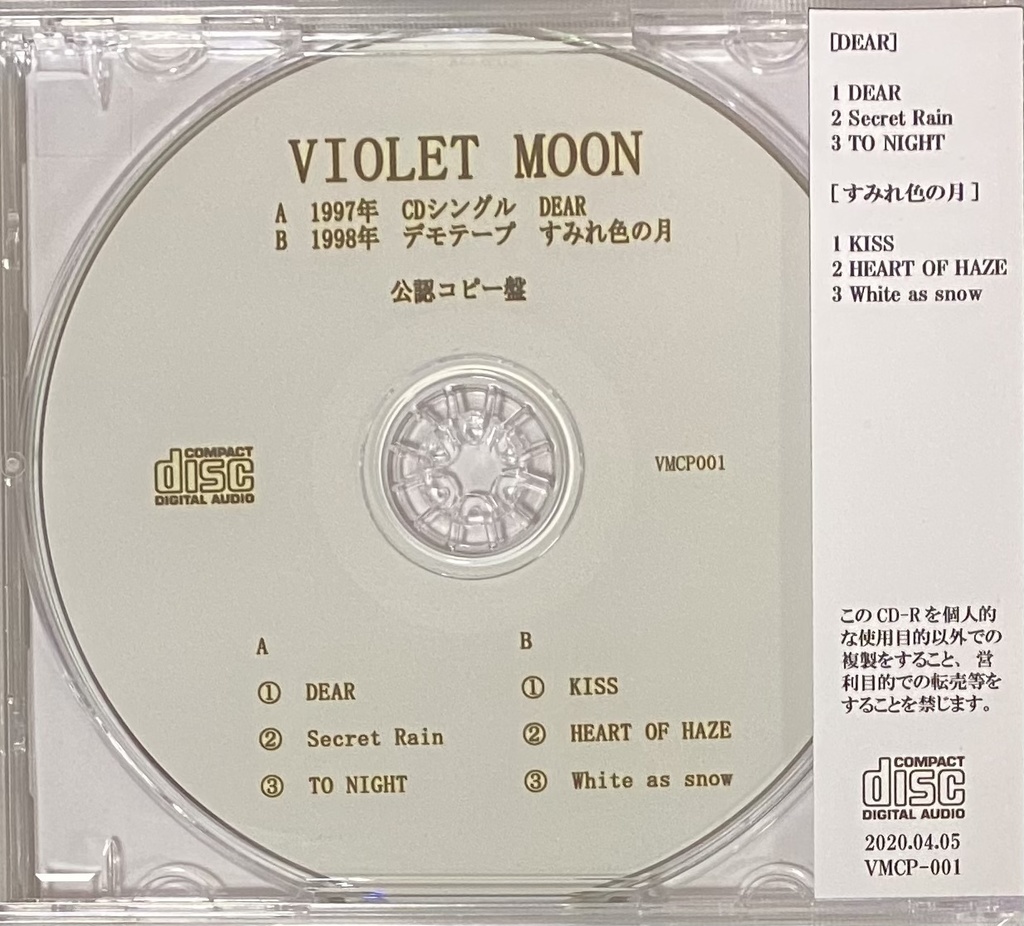 VIOLET MOON
A 1997年 CDシングル DEAR
B 1998年 デモテープ すみれ色の月
公認コピー盤
COMPACT
disc
DIGITAL AUDIO
VMCP001
A
① DEAR
② Secret Rain
③ TO NIGHT
B
① KISS
② HEART OF HAZE
③ White as snow
[DEAR]
1 DEAR
2 Secret Rain
3 TO NIGHT
[すみれ色の月]
1 KISS
2 HEART OF HAZE
3 White as snow
このCD-Rを個人的
な使用目的以外での
複製をすること、営
利目的での転売等を
することを禁じます。
COMPACT
disc
DIGITAL AUDIO
2020.04.05
VMCP-001